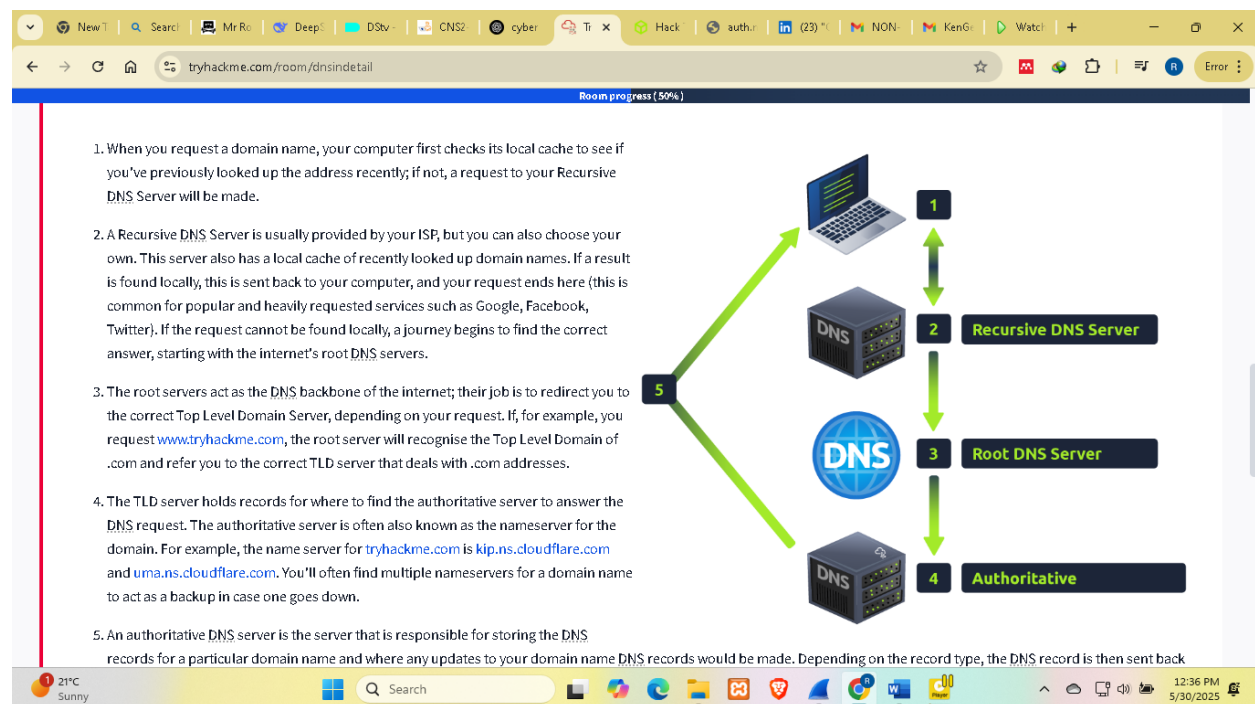 New T
Searcl
Mr Ro
DeepS
DStv -
CNS2-
cyber
Tr
Hack
auth.r
(23) "(
NON-
KenGe
Watch
tryhackme.com/room/dnsindetail
R
Error
Room progress ( 50% )
1. When you request a domain name, your computer first checks its local cache to see if
you've previously looked up the address recently; if not, a request to your Recursive
DNS Server will be made.
2. A Recursive DNS Server is usually provided by your ISP, but you can also choose your
own. This server also has a local cache of recently looked up domain names. If a result
is found locally, this is sent back to your computer, and your request ends here (this is
common for popular and heavily requested services such as Google, Facebook,
Twitter). If the request cannot be found locally, a journey begins to find the correct
answer, starting with the internet's root DNS servers.
3. The root servers act as the DNS backbone of the internet; their job is to redirect you to
the correct Top Level Domain Server, depending on your request. If, for example, you
request www.tryhackme.com, the root server will recognise the Top Level Domain of
.com and refer you to the correct TLD server that deals with .com addresses.
4. The TLD server holds records for where to find the authoritative server to answer the
DNS request. The authoritative server is often also known as the nameserver for the
domain. For example, the name server for tryhackme.com is kip.ns.cloudflare.com
and uma.ns.cloudflare.com. You'll often find multiple nameservers for a domain name
to act as a backup in case one goes down.
5. An authoritative DNS server is the server that is responsible for storing the DNS
records for a particular domain name and where any updates to your domain name DNS records would be made. Depending on the record type, the DNS record is then sent back
1
DNS
2
Recursive DNS Server
5
DNS
3
Root DNS Server
DNS
4
Authoritative
1
21°C
Sunny
Search
R
12:36 PM
5/30/2025